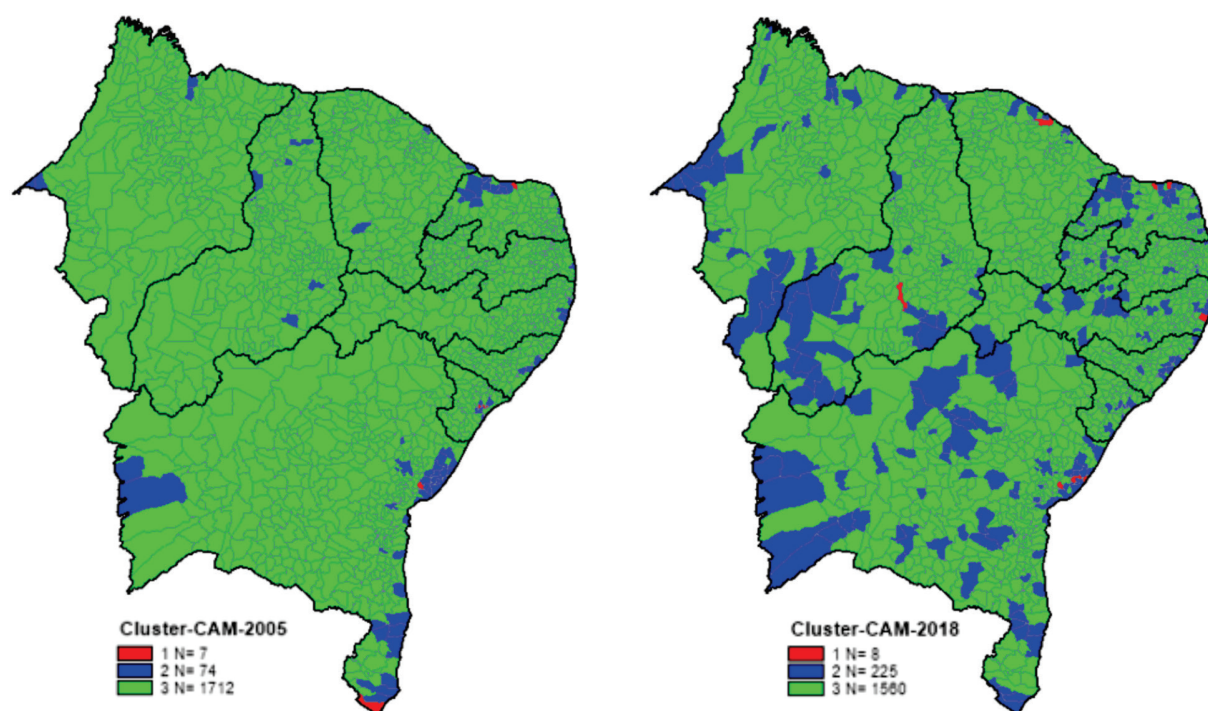 Cluster-CAM-2005
1 N= 7
2 N= 74
3 N= 1712
Cluster-CAM-2018
1 N= 8
2 N= 225
3 N= 1560